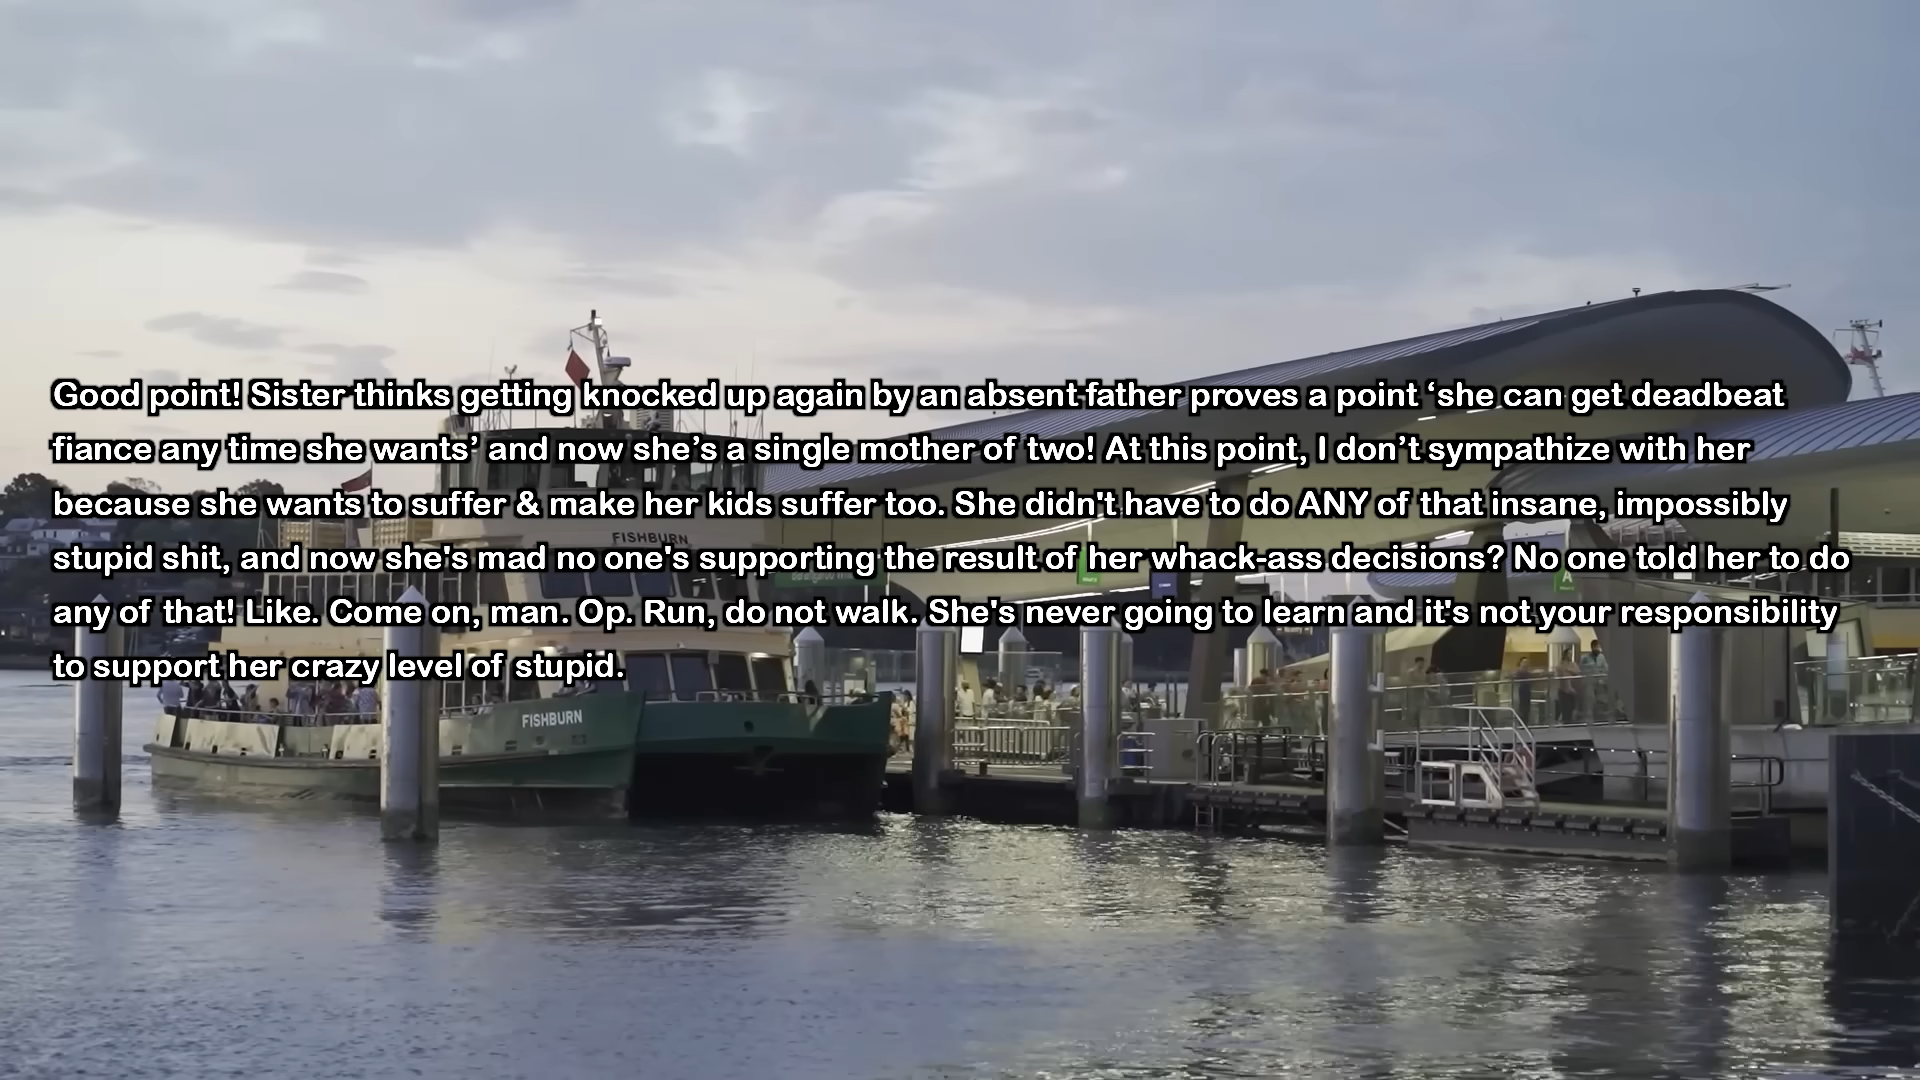 Good point! Sister thinks getting knocked up again by an absent father proves a point ‘she can get deadbeat
fiance any time she wants’ and now she’s a single mother of two! At this point, I don’t sympathize with her
because she wants to suffer & make her kids suffer too. She didn't have to do ANY of that insane, impossibly
FISHBURN
stupid shit, and now she's mad no one's supporting the result of her whack-ass decisions? No one told her to do
A
any of that! Like. Come on, man. Op. Run, do not walk. She's never going to learn and it's not your responsibility
to support her crazy level of stupid.
FISHBURN